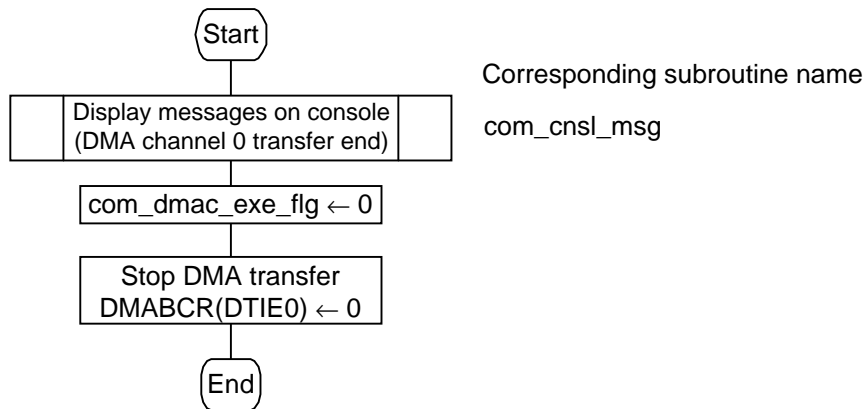 Start
Corresponding subroutine name
Display messages on console
(DMA channel 0 transfer end)
com_cnsl_msg
com_dmac_exe_flg ← 0
Stop DMA transfer
DMABCR(DTIE0) ← 0
End